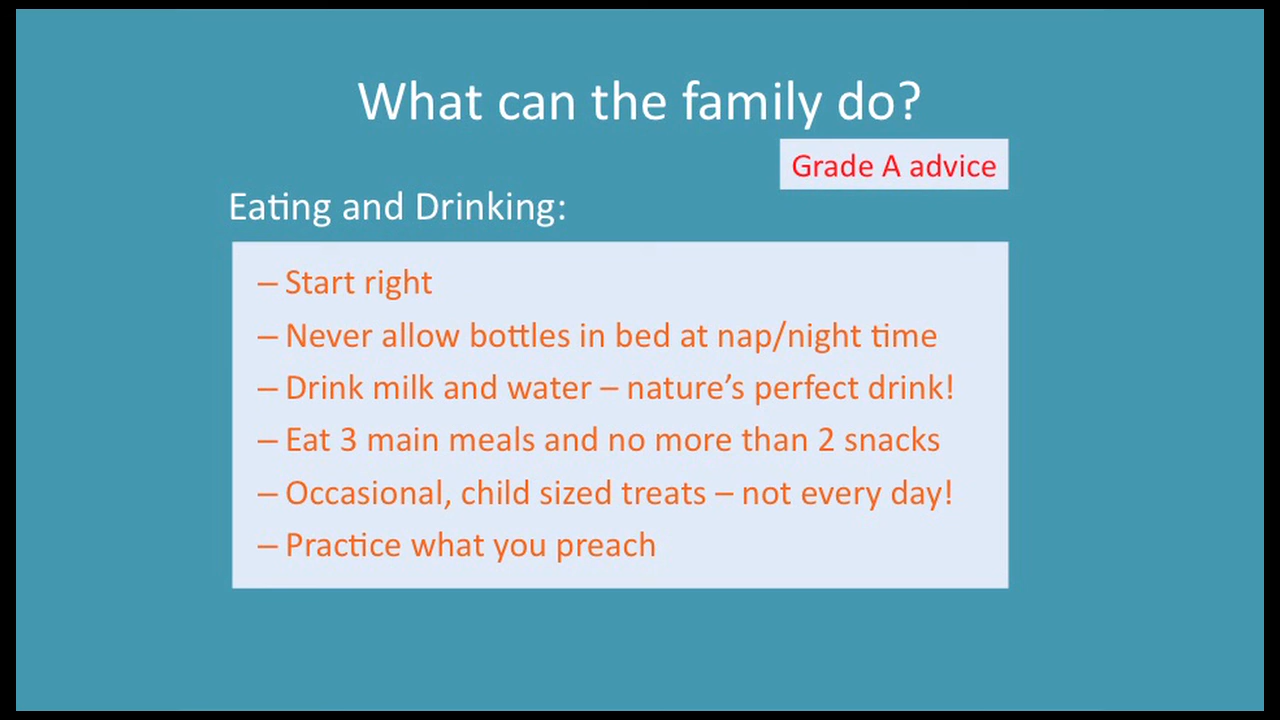 What can the family do?
Grade A advice
Eating and Drinking:
– Start right
– Never allow bottles in bed at nap/night time
– Drink milk and water – nature’s perfect drink!
– Eat 3 main meals and no more than 2 snacks
– Occasional, child sized treats – not every day!
– Practice what you preach